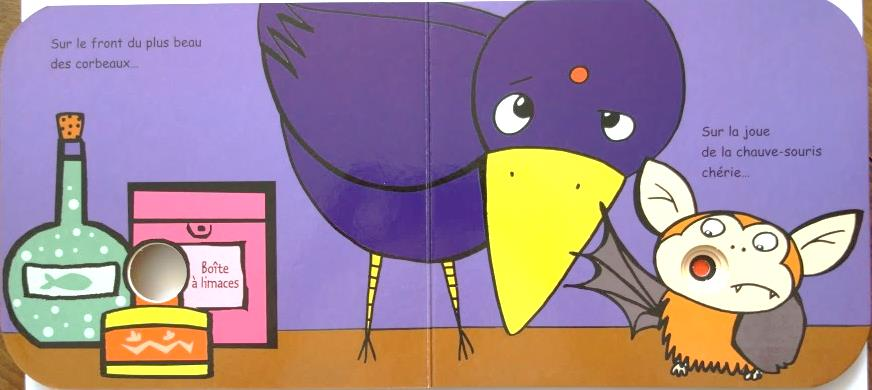 Sur le front du plus beau
des corbeaux...
Boîte
à limaces
Sur la joue
de la chauve-souris
chérie...